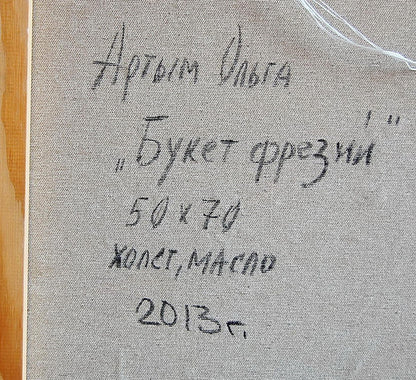 Артым Ольга
„Букет фрезий"
50 x 70
холст, масло
2013 г.